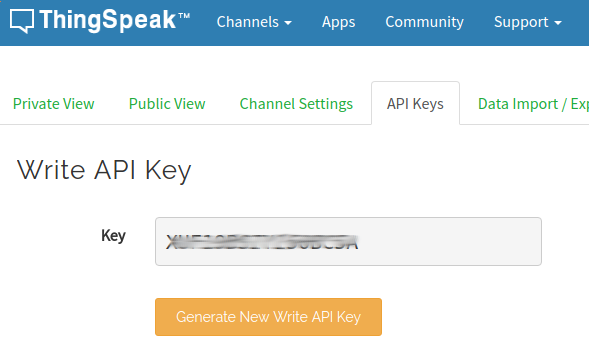 ThingSpeak™ Channels Apps Community Support
Private View Public View Channel Settings API Keys Data Import / Exp
Write API Key
Key
Generate New Write API Key